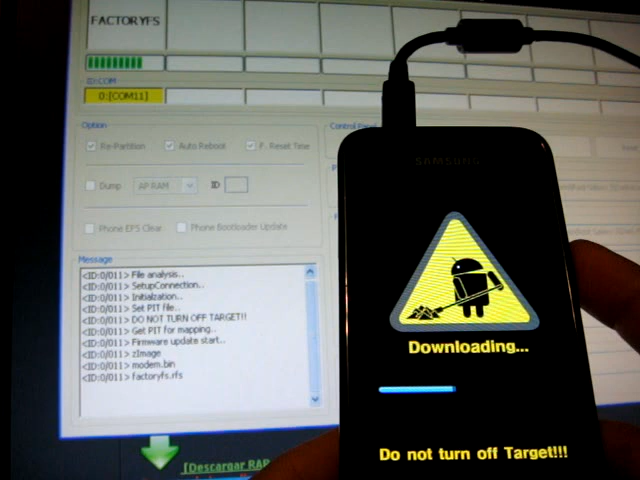 FACTORYFS
ID:COM
0:[COM11]
Option
Re-Partition
Auto Reboot
F. Reset Time
Dump
AP RAM
ID
Phone EFS Clear
Phone Bootloader Update
Control Panel
Message
<ID:0/011> File analysis..
<ID:0/011> SetupConnection..
<ID:0/011> Initialzation..
<ID:0/011> Set PIT file..
<ID:0/011> DO NOT TURN OFF TARGET!!
<ID:0/011> Get PIT for mapping..
<ID:0/011> Firmware update start..
<ID:0/011> zImage
<ID:0/011> modem.bin
<ID:0/011> factoryfs.rfs
[Descargar RAR
SAMSUNG
Downloading...
Do not turn off Target!!!